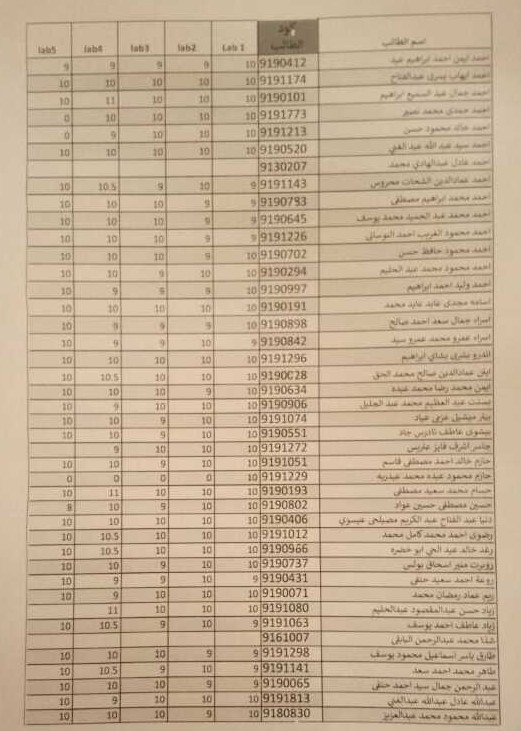 اسم الطالب كود الطالب Lab 1 lab2 lab3 lab4 lab5
احمد ايمن احمد ابراهيم عيد 9190412 10 9 9 9 9
احمد ايهاب يسرى عبدالفتاح 9191174 10 10 10 10 10
احمد جمال عبد السميع ابراهيم 9190101 10 10 10 11 10
احمد حمدي محمد نصير 9191773 10 10 10 10 0
احمد خالد محمود حسن 9191213 10 10 10 9 0
احمد سيد عبد الله عبد الغني 9190520 10 10 10 10 10
احمد عادل عبدالهادي محمد 9130207
احمد عمادالدين الشحات محروس 9191143 9 10 9 10.5 10
احمد محمد ابراهيم مصطفى 9190793 9 9 10 10 10
احمد محمد عبد الحميد محمد يوسف 9190645 9 9 10 10 10
احمد محمود الغريب احمد 9191226 9 9 10 10 10
احمد محمود حافظ حسن 9190702 10 9 10 10 10
احمد محمود محمد عبد الحليم 9190294 10 10 9 10 10
احمد وليد احمد ابراهيم 9190997 10 9 9 9 10
اسامه مجدى عابد عابد محمد 9190191 10 10 10 10 10
اسراء جمال سعد احمد صالح 9190898 10 9 9 9 10
اسراء عمرو محمد عمرو سيد 9190842 9 10 9 9 10
اندرو بشرى بشاي ابراهيم 9191296 10 10 10 10 10
ايتن عمادالدين صالح محمد 9190028 10 10 10 10.5 10
ايمن محمد رضا محمد عبده 9190634 10 9 10 10 10
بسنت عبد العظيم محمد عبد الجليل 9190906 10 10 10 9 10
بيتر ميشيل عزمي عياد 9191074 10 10 9 10 10
بيشوى عاطف تادرس جاد 9190551 10 10 9 10 10
جاسر اشرف فايز 9191272 10 10 10 9
حازم خالد احمد مصطفى قاسم 9191051 10 10 9 10 10
حازم محمود عبده محمد 9191229 10 0 0 0 0
حسام محمد سعيد مصطفى 9190193 10 10 10 11 10
حسين مصطفى حسين عواد 9190802 10 10 9 10 8
دنيا عبد الفتاح عبد الكريم مصيلحى عيسوي 9190406 10 10 10 10 10
رضوى احمد محمد كامل محمد 9191012 10 10 10 10.5 10
رغد خالد عبد الحي ابو خضره 9190966 10 10 10 10.5 10
روبرت منير اسحاق بولس 9190737 10 10 9 10 10
روعة احمد سعيد حنفى 9190431 9 10 9 9 10
ريم عماد رمضان محمد 9190071 10 10 10 9 10
زياد حسن عبدالمقصود عبدالحليم 9191080 10 10 10 11
زياد عاطف احمد يوسف 9191063 9 10 9 10.5 10
شذا محمد عبدالرحمن 9161007
طارق ياسر اسماعيل محمود يوسف 9191298 9 9 10 10 10
طاهر محمد احمد سعد 9191141 9 10 9 10.5 10
عبد الرحمن جمال سيد احمد حنفى 9190065 9 9 10 10 10
عبدالله عادل عبدالله عبدالغني 9191813 10 10 10 9 10
عبدالله محمود محمد عبدالعزيز 9180830 10 9 10 10 10